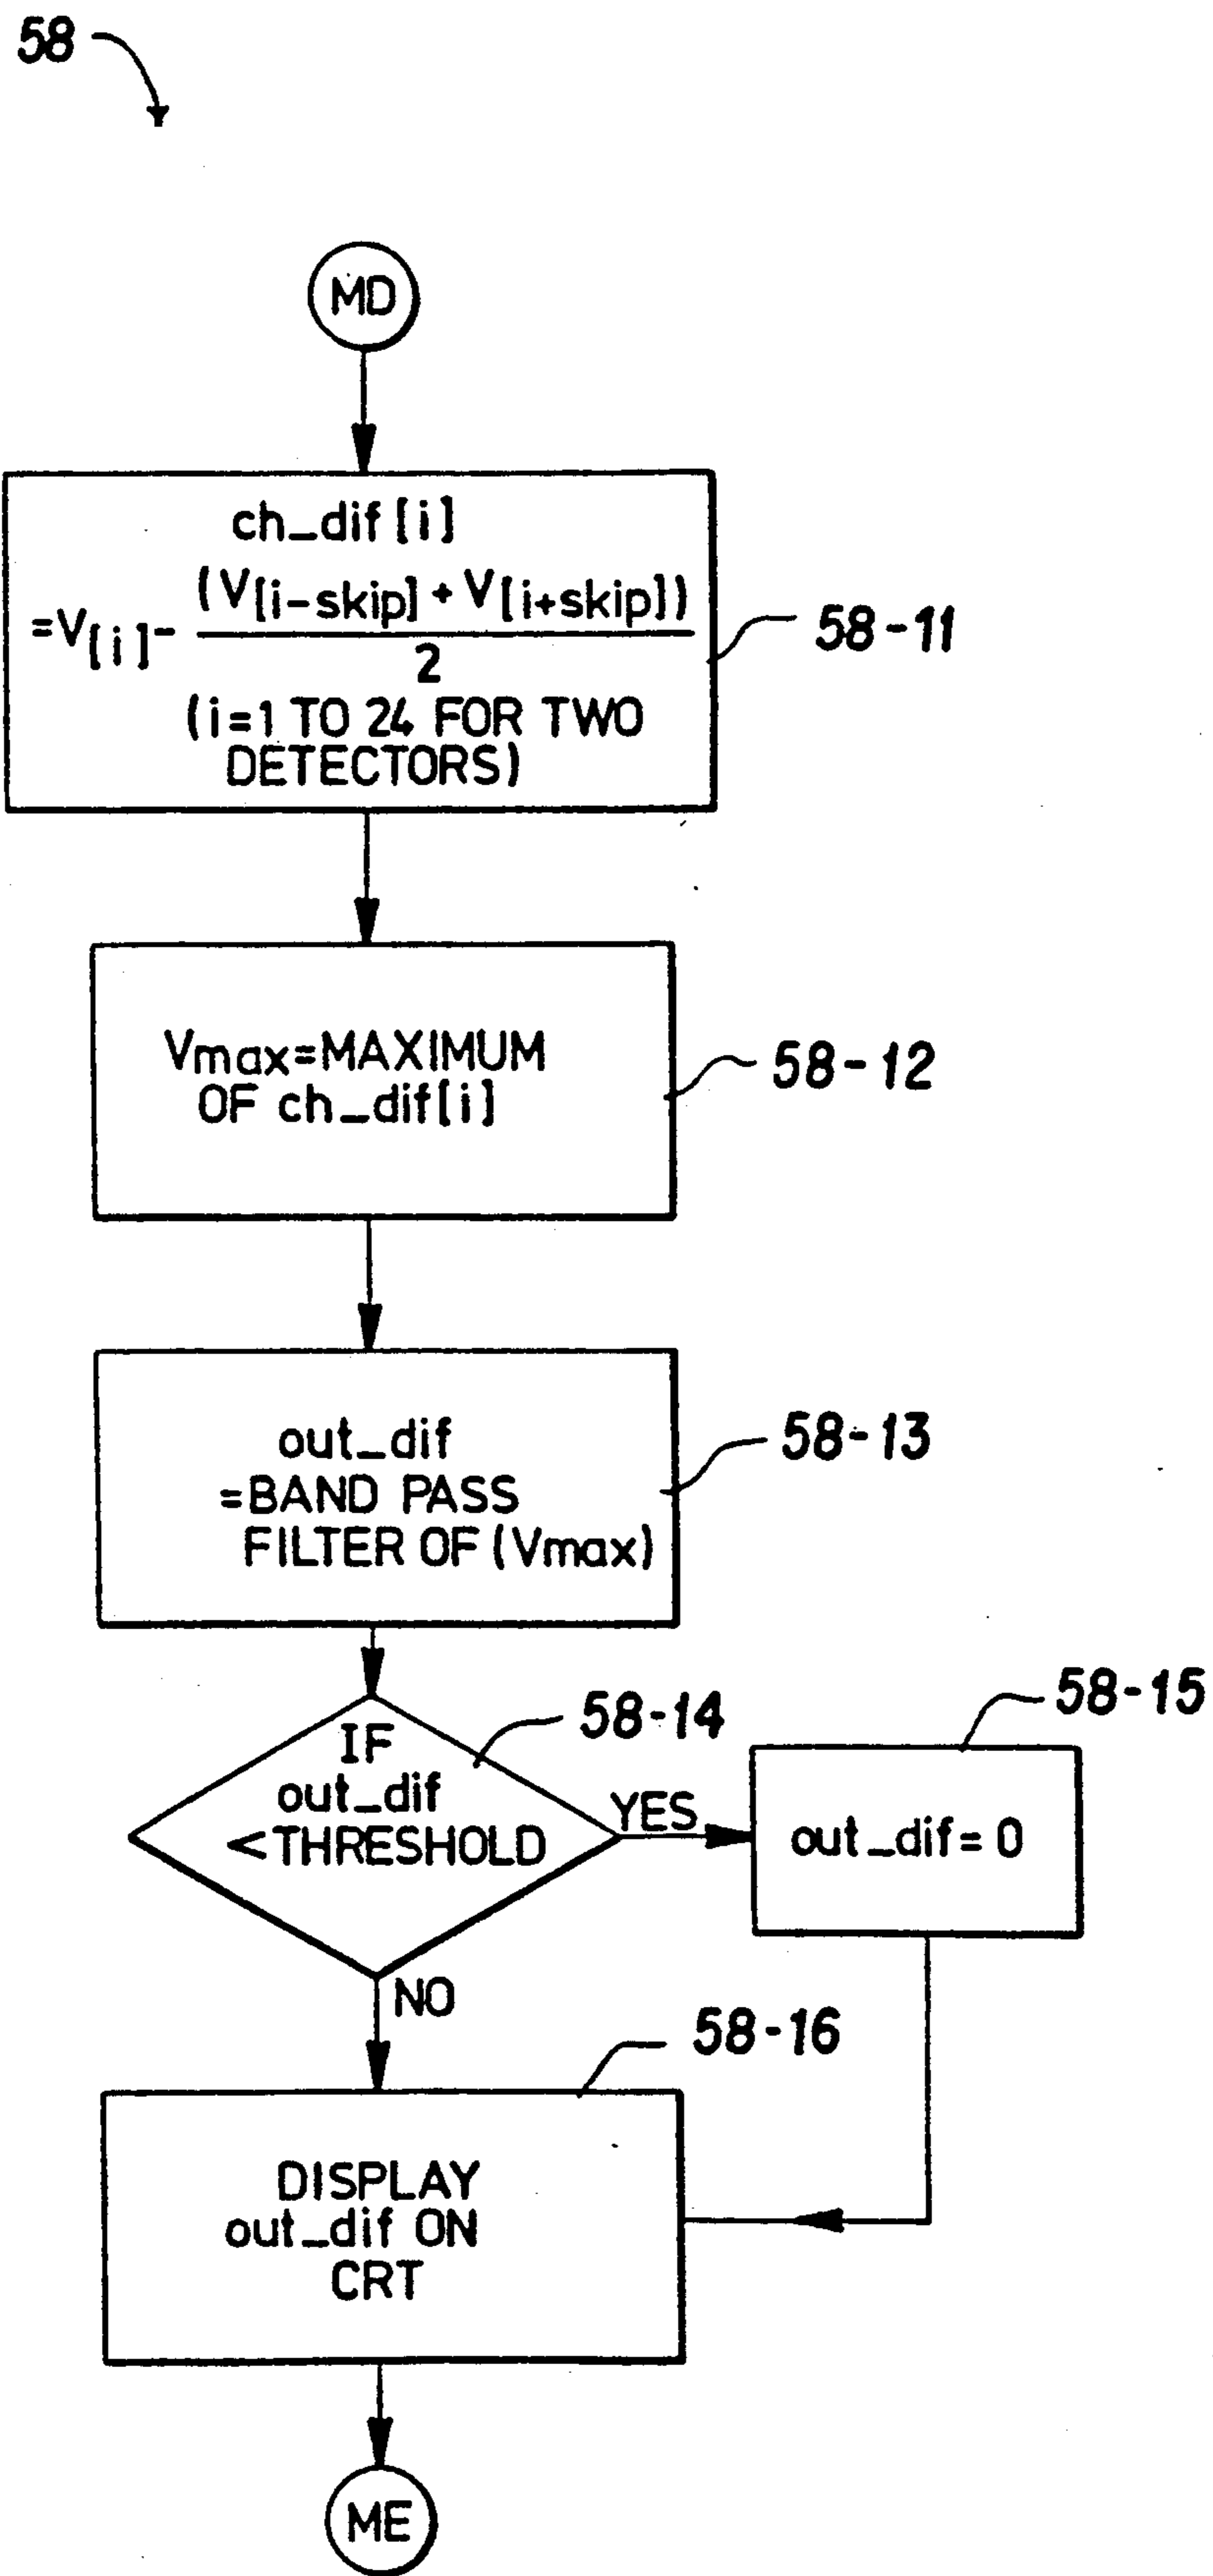 58
MD
ch_dif[i]
=V[i]- (V[i-skip]+V[i+skip])
2
(i=1 TO 24 FOR TWO
DETECTORS)
58-11
Vmax=MAXIMUM
OF ch_dif[i]
58-12
out_dif
=BAND PASS
FILTER OF (Vmax)
58-13
IF
out_dif
<THRESHOLD
58-14
YES
58-15
out_dif=0
NO
58-16
DISPLAY
out_dif ON
CRT
ME